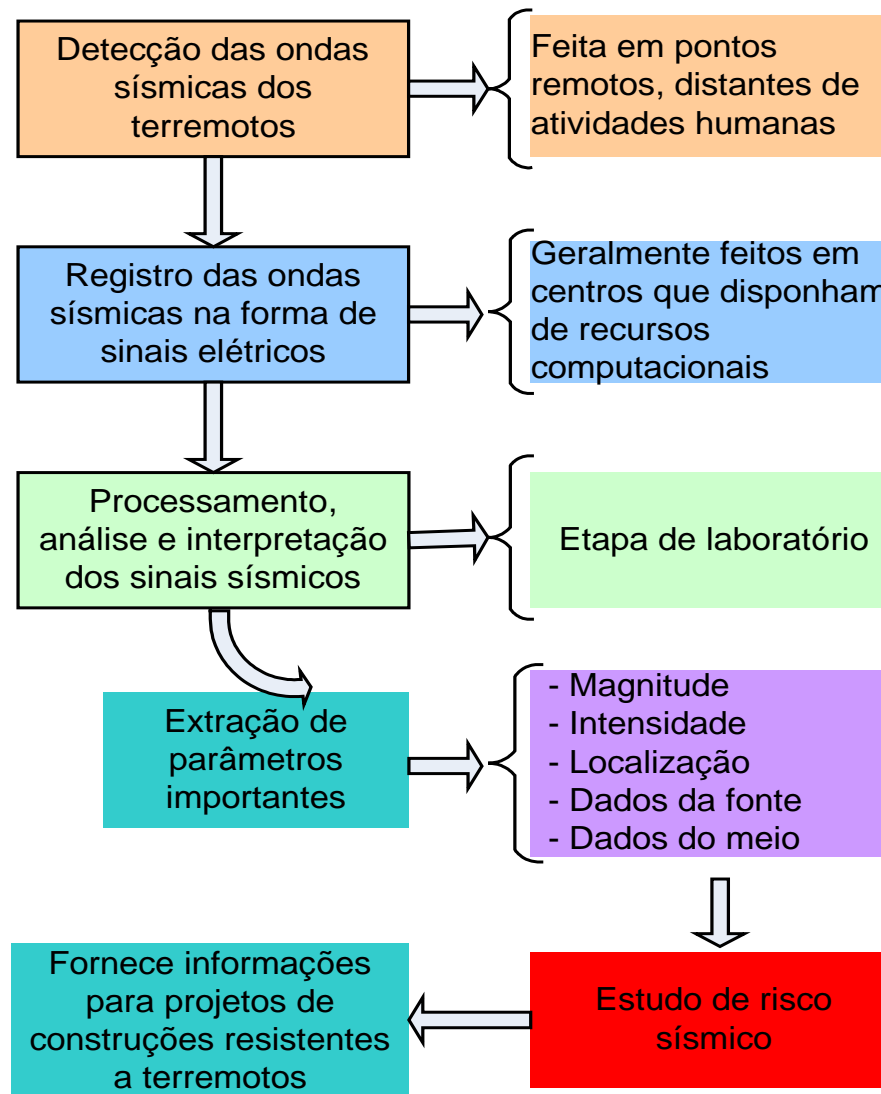 Detecção das ondas
sísmicas dos
terremotos
Feita em pontos
remotos, distantes de
atividades humanas
Registro das ondas
sísmicas na forma de
sinais elétricos
Geralmente feitos em
centros que disponham
de recursos
computacionais
Processamento,
análise e interpretação
dos sinais sísmicos
Etapa de laboratório
Extração de
parâmetros
importantes
- Magnitude
- Intensidade
- Localização
- Dados da fonte
- Dados do meio
Estudo de risco
sísmico
Fornece informações
para projetos de
construções resistentes
a terremotos